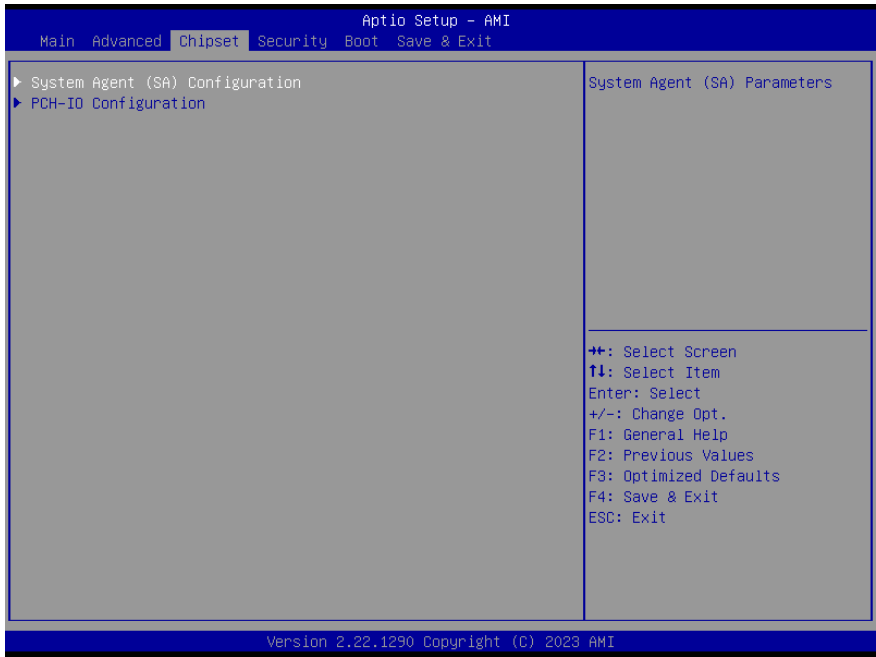 Aptio Setup – AMI
Main Advanced Chipset Security Boot Save & Exit
▶ System Agent (SA) Configuration
▶ PCH-IO Configuration
System Agent (SA) Parameters
→←: Select Screen
↑↓: Select Item
Enter: Select
+/-: Change Opt.
F1: General Help
F2: Previous Values
F3: Optimized Defaults
F4: Save & Exit
ESC: Exit
Version 2.22.1290 Copyright (C) 2023 AMI